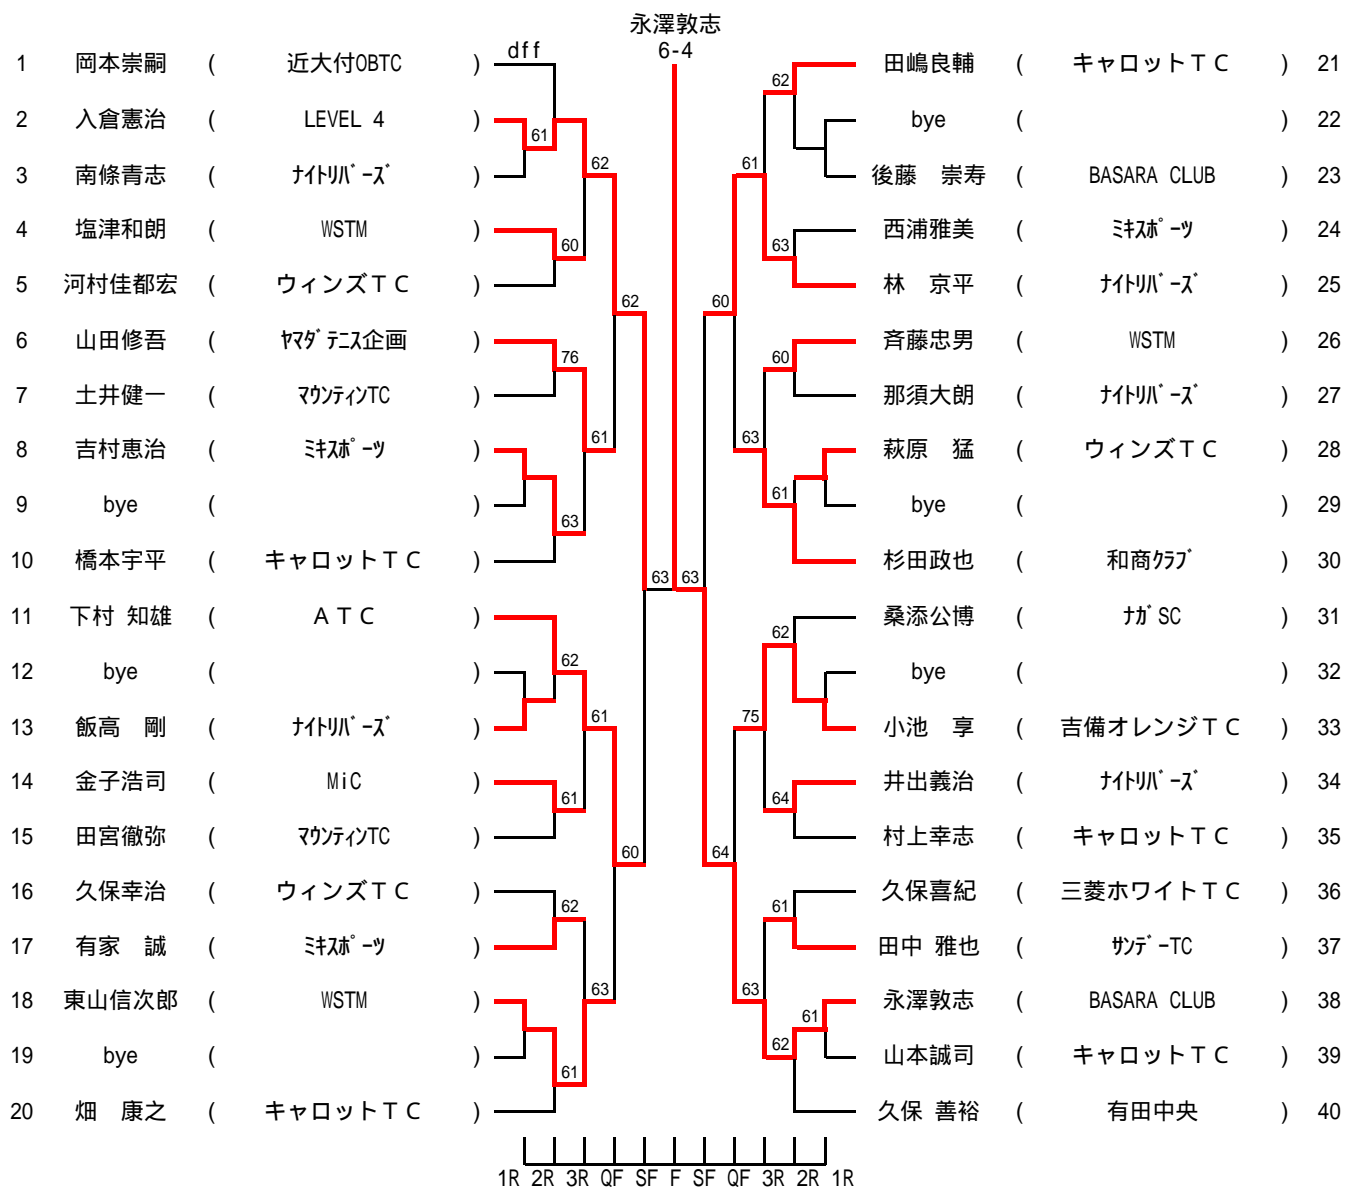 永澤敦志
6-4
1 岡本崇嗣 ( 近大付OBTC ) dff
2 入倉憲治 ( LEVEL 4 )
61
3 南條青志 ( ﾅｲﾄﾘﾊﾞｰｽﾞ )
62
4 塩津和朗 ( WSTM )
60
5 河村佳都宏 ( ウィンズＴＣ )
62
6 山田修吾 ( ﾔﾏﾀﾞﾃﾆｽ企画 )
76
7 土井健一 ( ﾏｳﾝﾃｨﾝTC )
61
8 吉村恵治 ( ﾐｷｽﾎﾟｰﾂ )
9 bye ( )
63
10 橋本宇平 ( キャロットＴＣ )
63
11 下村 知雄 ( ＡＴＣ )
62
12 bye ( )
61
13 飯高　剛 ( ﾅｲﾄﾘﾊﾞｰｽﾞ )
14 金子浩司 ( MiC )
61
15 田宮徹弥 ( ﾏｳﾝﾃｨﾝTC )
60
16 久保幸治 ( ウィンズＴＣ )
62
17 有家　誠 ( ﾐｷｽﾎﾟｰﾂ )
63
18 東山信次郎 ( WSTM )
19 bye ( )
61
20 畑　康之 ( キャロットＴＣ )
田嶋良輔 ( キャロットＴＣ ) 21
62
bye ( ) 22
61
後藤　崇寿 ( BASARA CLUB ) 23
西浦雅美 ( ﾐｷｽﾎﾟｰﾂ ) 24
63
林　京平 ( ﾅｲﾄﾘﾊﾞｰｽﾞ ) 25
60
斉藤忠男 ( WSTM ) 26
60
那須大朗 ( ﾅｲﾄﾘﾊﾞｰｽﾞ ) 27
63
萩原　猛 ( ウィンズＴＣ ) 28
61
bye ( ) 29
杉田政也 ( 和商ｸﾗﾌﾞ ) 30
63
桑添公博 ( ﾅｶﾞSC ) 31
62
bye ( ) 32
75
小池　享 ( 吉備オレンジＴＣ ) 33
井出義治 ( ﾅｲﾄﾘﾊﾞｰｽﾞ ) 34
64
村上幸志 ( キャロットＴＣ ) 35
64
久保喜紀 ( 三菱ホワイトＴＣ ) 36
61
田中 雅也 ( ｻﾝﾃﾞｰTC ) 37
63
永澤敦志 ( BASARA CLUB ) 38
61
山本誠司 ( キャロットＴＣ ) 39
62
久保 善裕 ( 有田中央 ) 40
1R 2R 3R QF SF F SF QF 3R 2R 1R